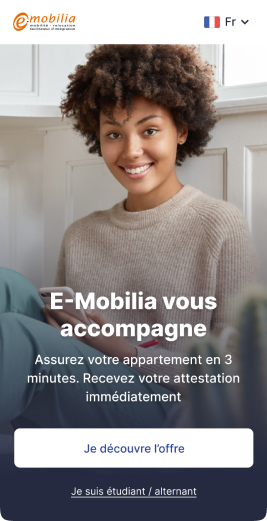 e-mobilia
mobilité - relocation
Facilitateur d'intégration
Fr
E-Mobilia vous
accompagne
Assurez votre appartement en 3
minutes. Recevez votre attestation
immédiatement
Je découvre l'offre
Je suis étudiant / alternant